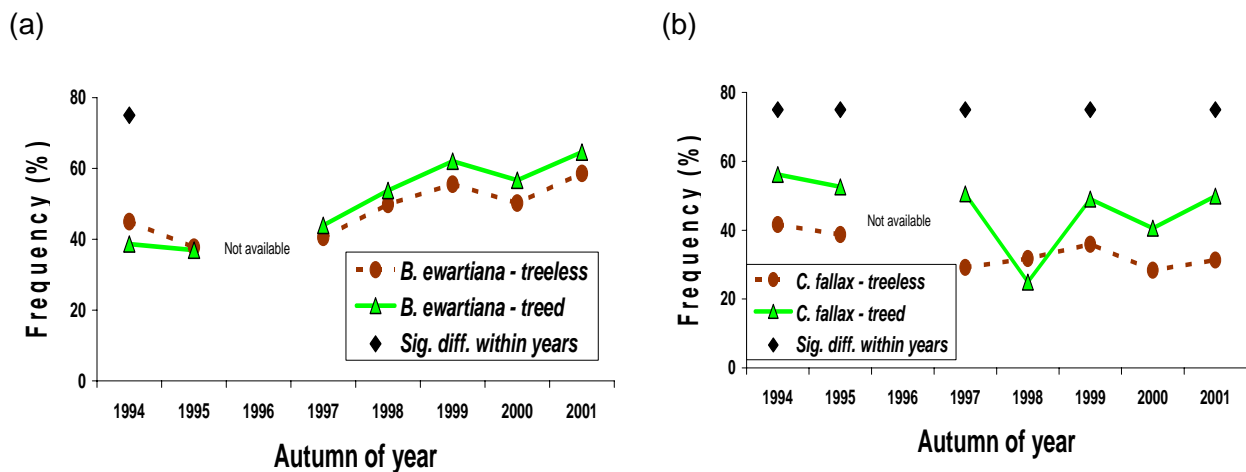 (a)
Frequency (%)
80
60
40
20
0
Not available
B. ewartiana - treeless
B. ewartiana - treed
Sig. diff. within years
1994 1995 1996 1997 1998 1999 2000 2001
Autumn of year
(b)
Frequency (%)
80
60
40
20
0
Not available
C. fallax - treeless
C. fallax - treed
Sig. diff. within years
1994 1995 1996 1997 1998 1999 2000 2001
Autumn of year